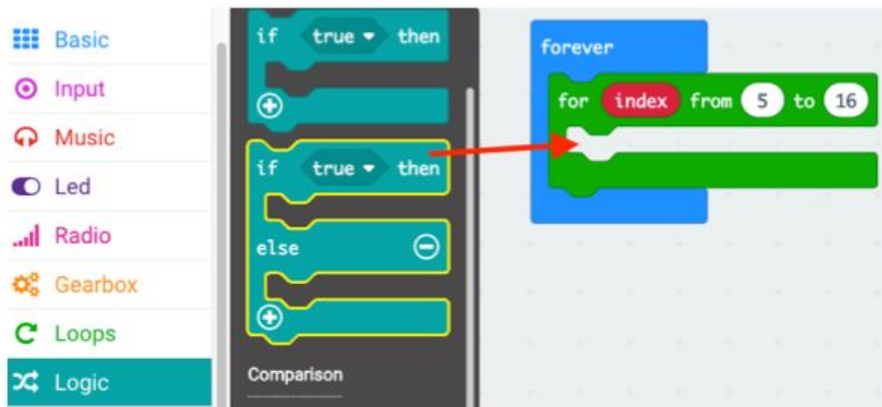 Basic
Input
Music
Led
Radio
Gearbox
Loops
Logic
if true then
if true then
else
Comparison
forever
for index from 5 to 16